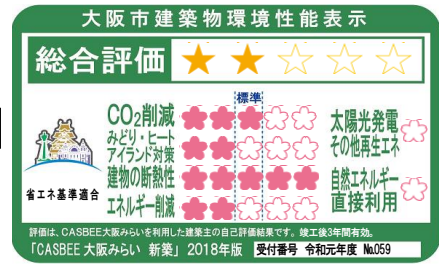 大阪市建築物環境性能表示
総合評価
標準
CO2削減
みどり・ヒート
アイランド対策
建物の断熱性
エネルギー削減
太陽光発電
その他再生エネ
自然エネルギー
直接利用
省エネ基準適合
評価は、CASBEE大阪みらいを利用した建築主の自己評価結果です。竣工後3年間有効。
「CASBEE大阪みらい 新築」2018年版 受付番号 令和元年度 №059